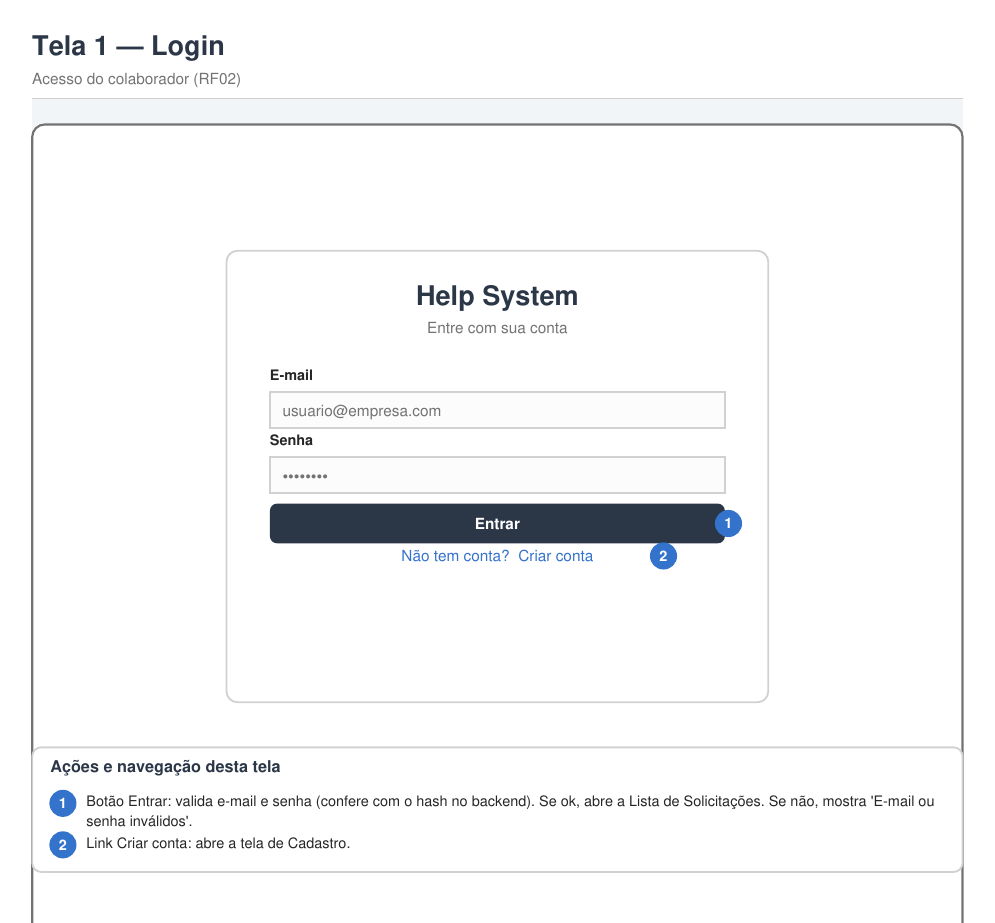 Tela 1 — Login
Acesso do colaborador (RF02)
Help System
Entre com sua conta
E-mail
usuario@empresa.com
Senha
••••••••
Entrar
1
Não tem conta? Criar conta
2
Ações e navegação desta tela
1 Botão Entrar: valida e-mail e senha (confere com o hash no backend). Se ok, abre a Lista de Solicitações. Se não, mostra 'E-mail ou
senha inválidos'.
2 Link Criar conta: abre a tela de Cadastro.